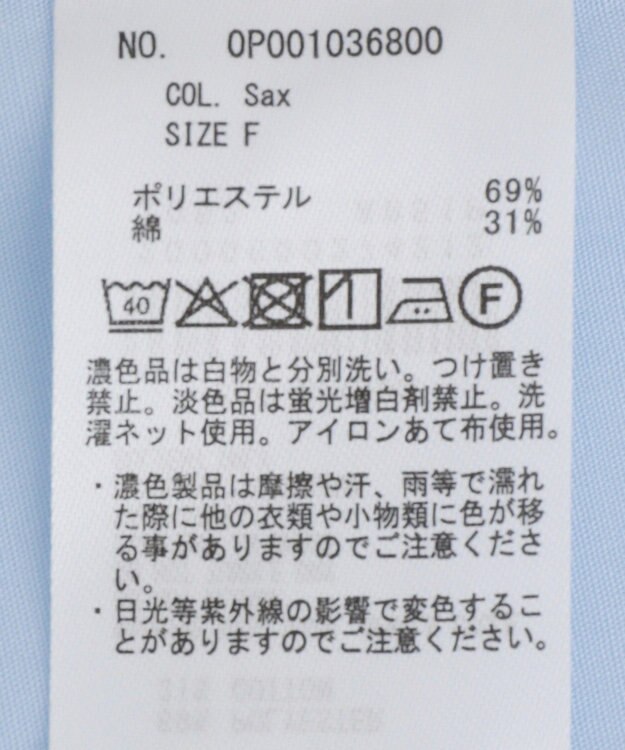 NO. OP001036800
COL. Sax
SIZE F
ポリエステル 69%
綿 31%
40 F
濃色品は白物と分別洗い。つけ置き
禁止。淡色品は蛍光増白剤禁止。洗
濯ネット使用。アイロンあて布使用。
・濃色製品は摩擦や汗、雨等で濡れ
た際に他の衣類や小物類に色が移
る事がありますのでご注意くださ
い。
・日光等紫外線の影響で変色するこ
とがありますのでご注意ください。